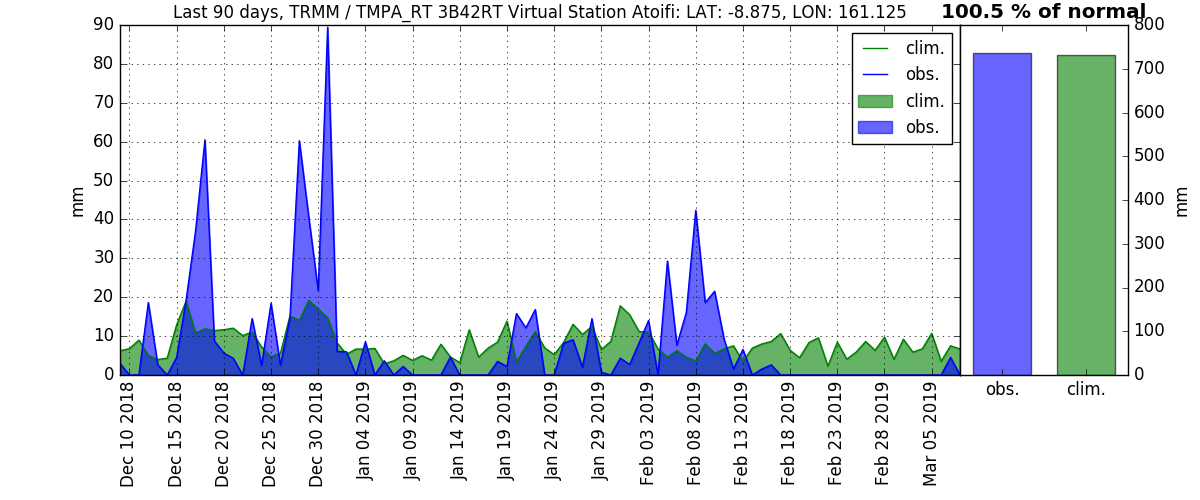 Last 90 days, TRMM / TMPA_RT 3B42RT Virtual Station Atoifi: LAT: -8.875, LON: 161.125
100.5 % of normal
90
80
70
60
50
40
30
20
10
0
mm
clim.
obs.
clim.
obs.
Dec 10 2018
Dec 15 2018
Dec 20 2018
Dec 25 2018
Dec 30 2018
Jan 04 2019
Jan 09 2019
Jan 14 2019
Jan 19 2019
Jan 24 2019
Jan 29 2019
Feb 03 2019
Feb 08 2019
Feb 13 2019
Feb 18 2019
Feb 23 2019
Feb 28 2019
Mar 05 2019
800
700
600
500
400
300
200
100
0
mm
obs.
clim.